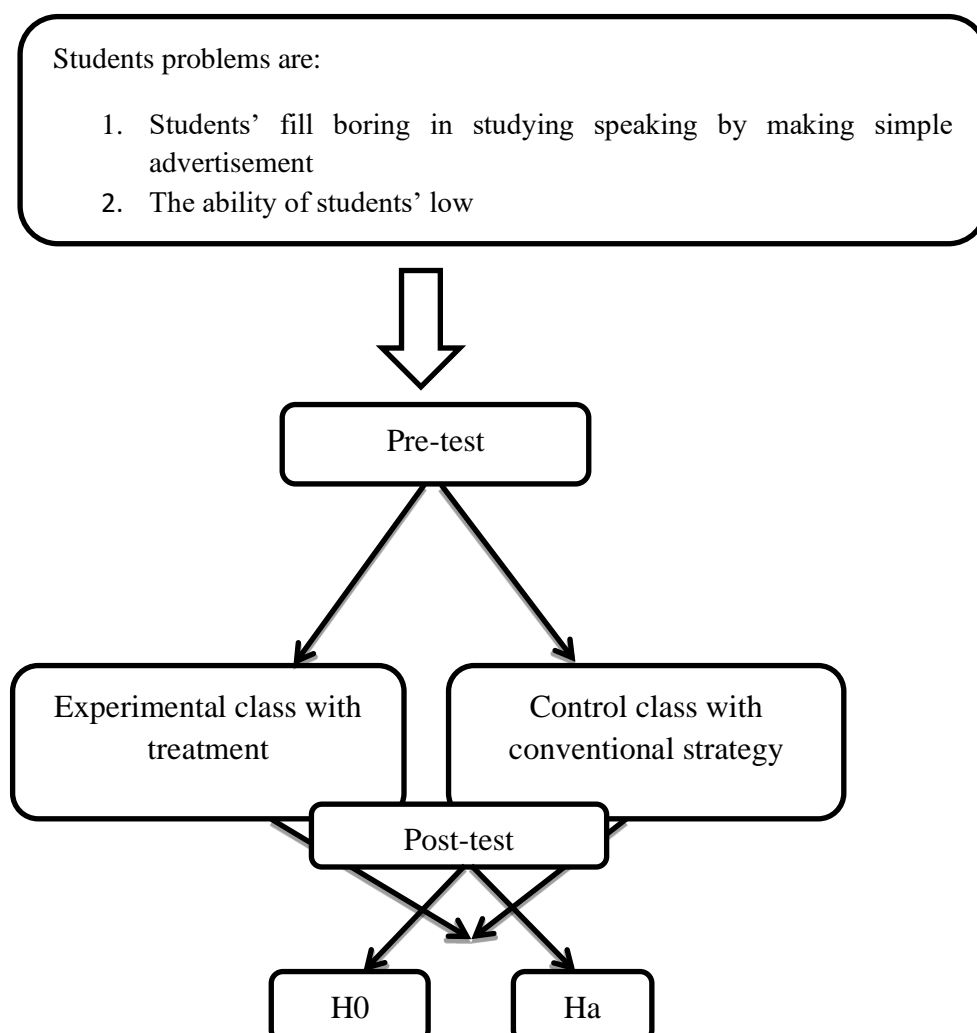 Students problems are:
1. Students’ fill boring in studying speaking by making simple
advertisement
2. The ability of students’ low
Pre-test
Experimental class with
treatment
Control class with
conventional strategy
Post-test
H0
Ha